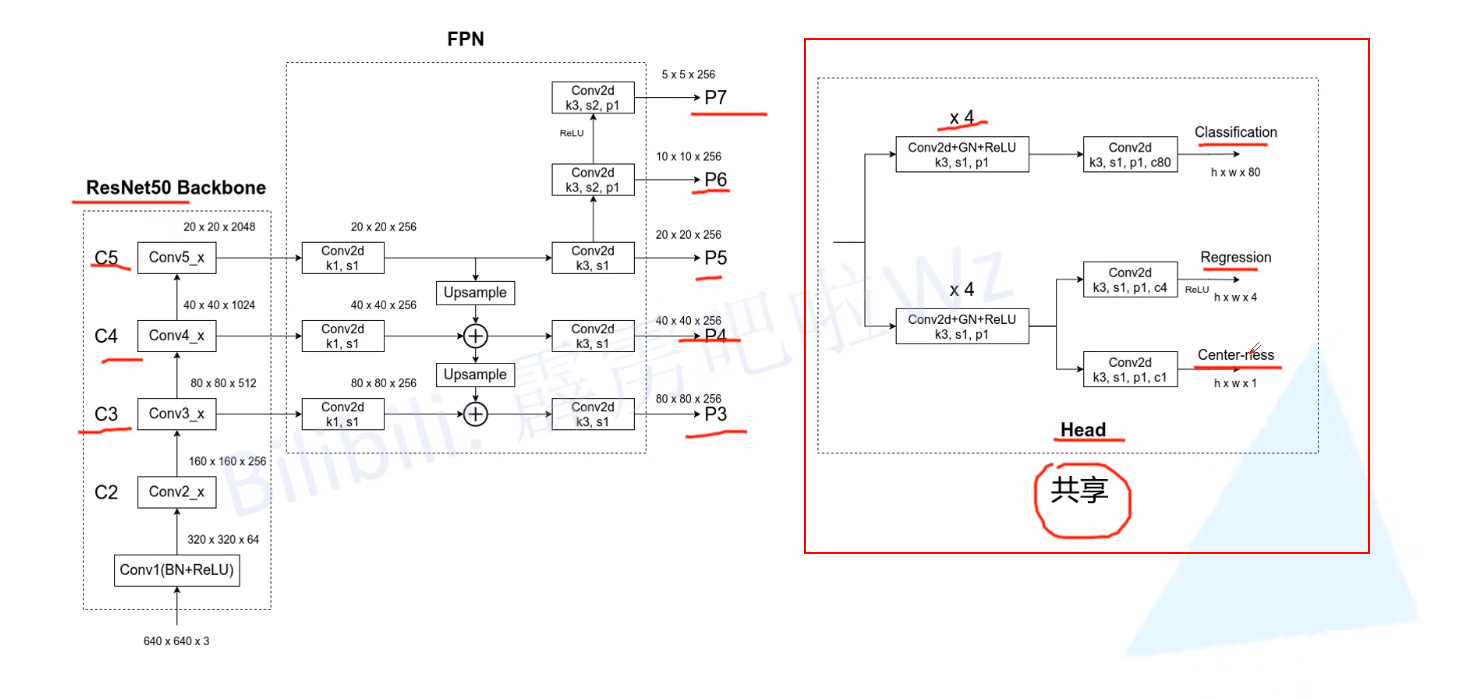 FPN
5 x 5 x 256
Conv2d
k3, s2, p1
P7
ReLU
10 x 10 x 256
Conv2d
k3, s2, p1
P6
ResNet50 Backbone
20 x 20 x 2048
C5
Conv5_x
20 x 20 x 256
Conv2d
k1, s1
Conv2d
k3, s1
20 x 20 x 256
P5
Upsample
40 x 40 x 1024
C4
Conv4_x
40 x 40 x 256
Conv2d
k1, s1
Conv2d
k3, s1
40 x 40 x 256
P4
Upsample
80 x 80 x 512
C3
Conv3_x
80 x 80 x 256
Conv2d
k1, s1
Conv2d
k3, s1
80 x 80 x 256
P3
160 x 160 x 256
C2
Conv2_x
320 x 320 x 64
Conv1(BN+ReLU)
640 x 640 x 3
x 4
Conv2d+GN+ReLU
k3, s1, p1
Conv2d
k3, s1, p1, c80
Classification
h x w x 80
x 4
Conv2d+GN+ReLU
k3, s1, p1
Conv2d
k3, s1, p1, c4
ReLU
Regression
h x w x 4
Conv2d
k3, s1, p1, c1
Center-ness
h x w x 1
Head
共享
Bilibili: 霹雳吧啦Wz